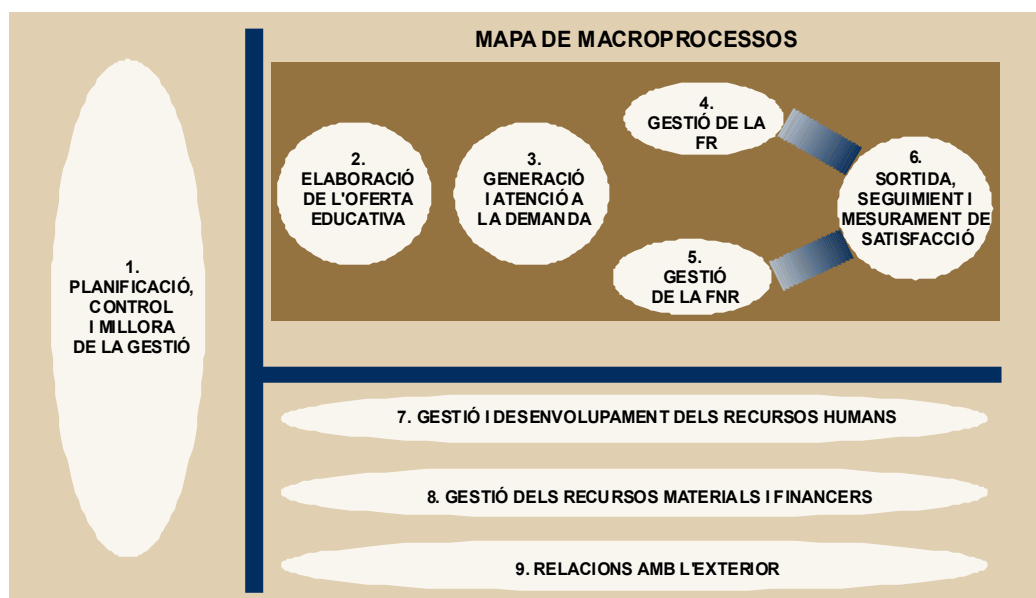 MAPA DE MACROPROCESSOS
1.
PLANIFICACIÓ,
CONTROL
I MILLORA
DE LA GESTIÓ
2.
ELABORACIÓ
DE L'OFERTA
EDUCATIVA
3.
GENERACIÓ
I ATENCIÓ A
LA DEMANDA
4.
GESTIÓ DE LA
FR
5.
GESTIÓ
DE LA FNR
6.
SORTIDA,
SEGUIMIENT I
MESURAMENT DE
SATISFACCIÓ
7. GESTIÓ I DESENVOLUPAMENT DELS RECURSOS HUMANS
8. GESTIÓ DELS RECURSOS MATERIALS I FINANCERS
9. RELACIONS AMB L'EXTERIOR